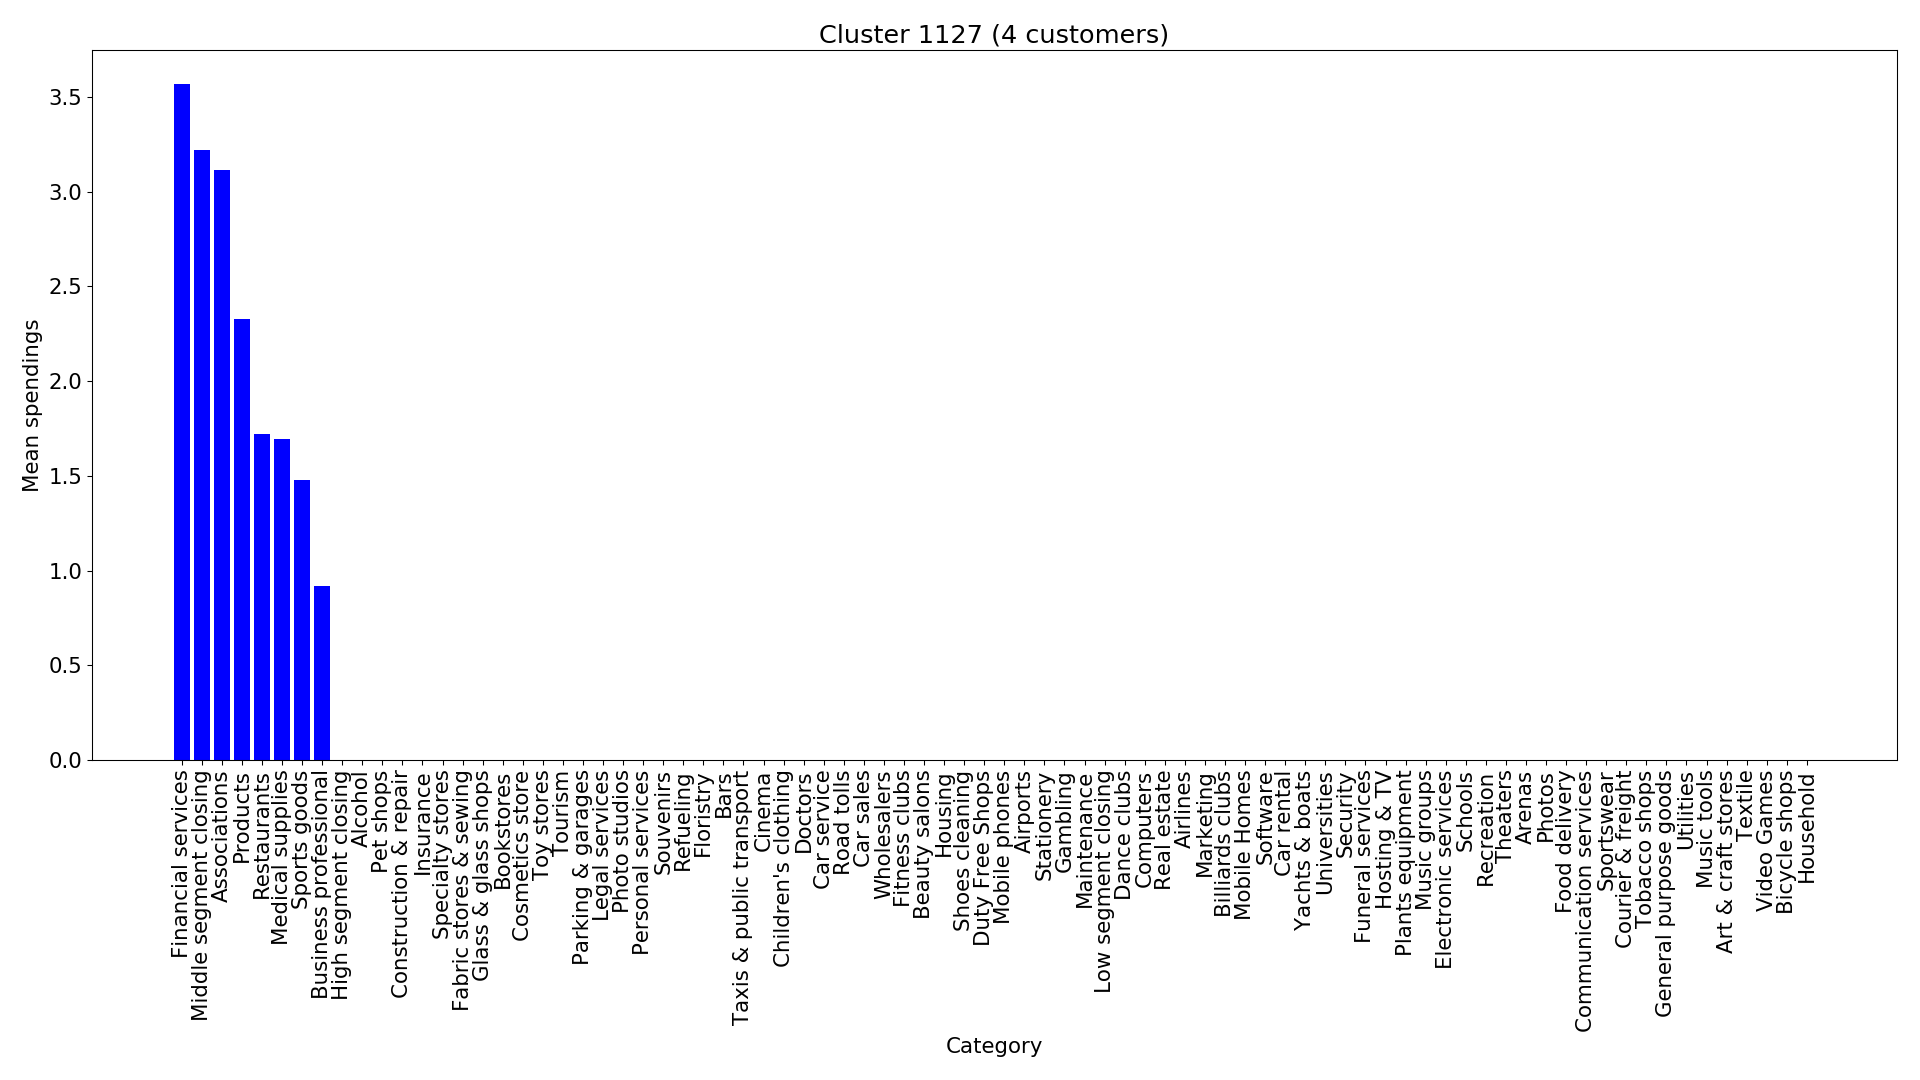 Cluster 1127 (4 customers)
Mean spendings
3.5
3.0
2.5
2.0
1.5
1.0
0.5
0.0
Financial services
Middle segment closing
Associations
Products
Restaurants
Medical supplies
Sports goods
Business professional
High segment closing
Alcohol
Pet shops
Construction & repair
Insurance
Specialty stores
Fabric stores & sewing
Glass & glass shops
Bookstores
Cosmetics store
Toy stores
Tourism
Parking & garages
Legal services
Photo studios
Personal services
Souvenirs
Refueling
Floristry
Bars
Taxis & public transport
Cinema
Children's clothing
Doctors
Car service
Road tolls
Car sales
Wholesalers
Fitness clubs
Beauty salons
Housing
Shoes cleaning
Duty Free Shops
Mobile phones
Airports
Stationery
Gambling
Maintenance
Low segment closing
Dance clubs
Computers
Real estate
Airlines
Marketing
Billiards clubs
Mobile Homes
Software
Car rental
Yachts & boats
Universities
Security
Funeral services
Hosting & TV
Plants equipment
Music groups
Electronic services
Schools
Recreation
Theaters
Arenas
Photos
Food delivery
Communication services
Sportswear
Courier & freight
Tobacco shops
General purpose goods
Utilities
Music tools
Art & craft stores
Textile
Video Games
Bicycle shops
Household
Category